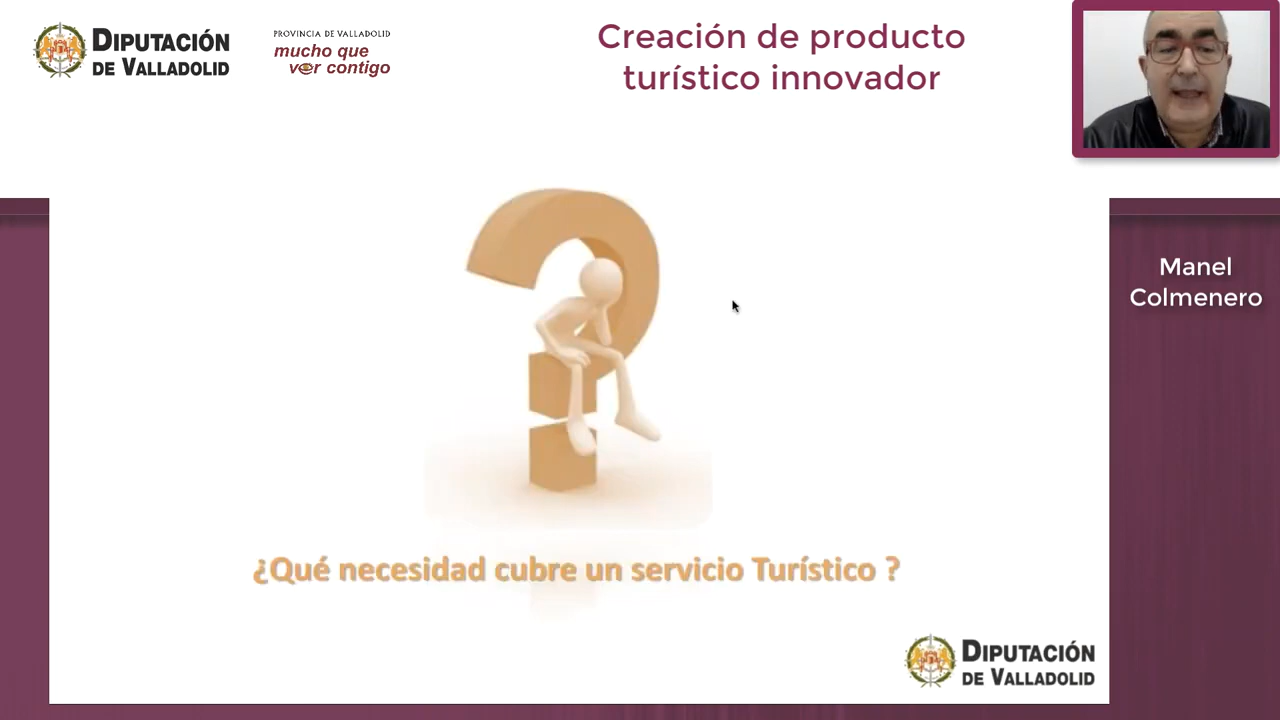 DIPUTACIÓN
DE VALLADOLID
PROVINCIA DE VALLADOLID
mucho que
ver contigo
Creación de producto
turístico innovador
Manel
Colmenero
¿Qué necesidad cubre un servicio Turístico ?
DIPUTACIÓN
DE VALLADOLID